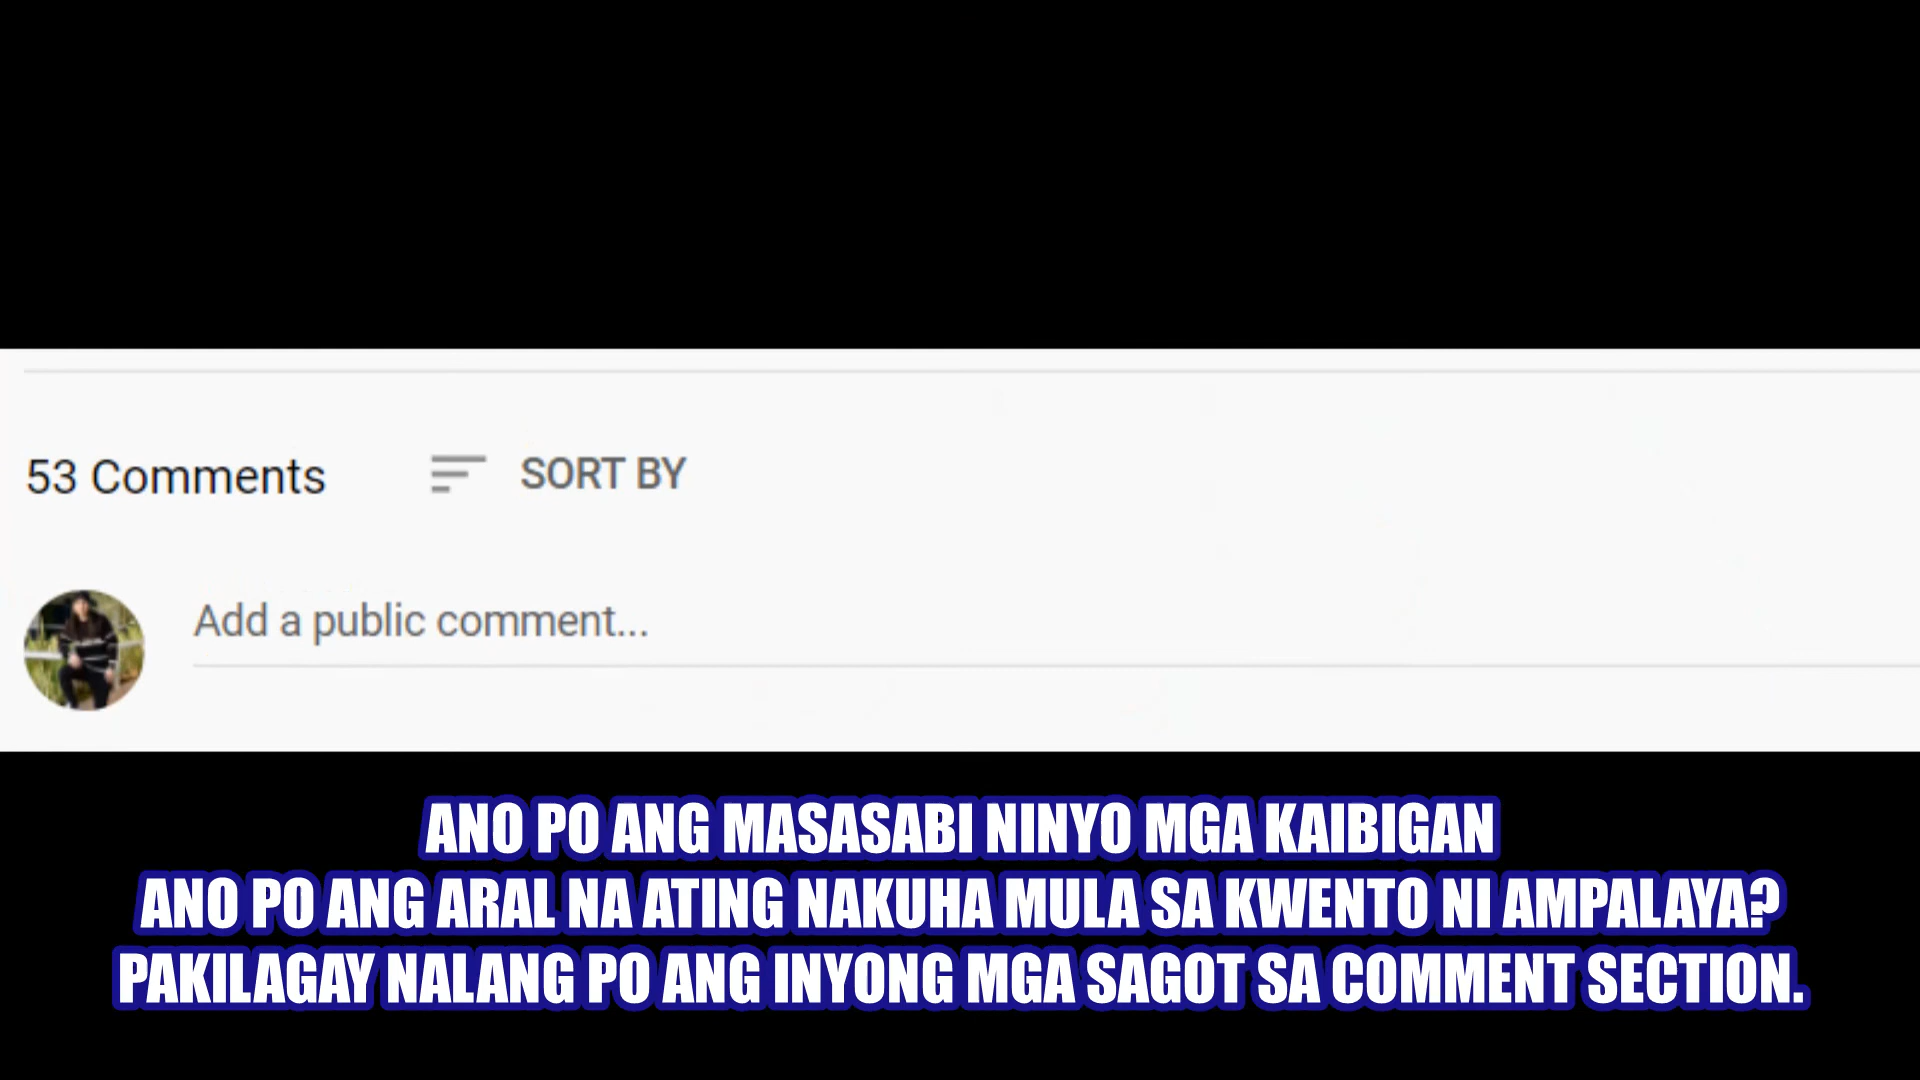 53 Comments SORT BY
Add a public comment...
ANO PO ANG MASASABI NINYO MGA KAIBIGAN
ANO PO ANG ARAL NA ATING NAKUHA MULA SA KWENTO NI AMPALAYA?
PAKILAGAY NALANG PO ANG INYONG MGA SAGOT SA COMMENT SECTION.